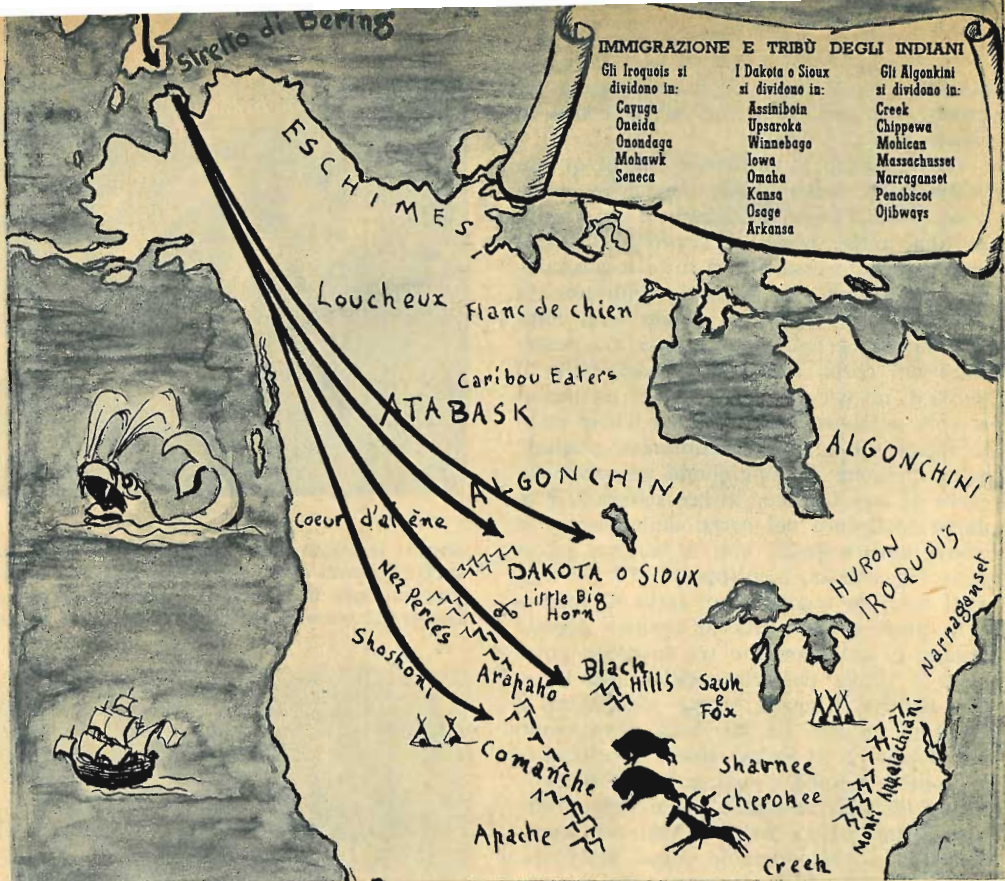 Stretto di Bering
IMMIGRAZIONE E TRIBÙ DEGLI INDIANI
Gli Iroquois si
dividono in:
Cayuga
Oneida
Onondaga
Mohawk
Seneca
I Dakota o Sioux
si dividono in:
Assiniboin
Upsaroka
Winnebago
Iowa
Omaha
Kansa
Osage
Arkansa
Gli Algonkini
si dividono in:
Creek
Chippewa
Mohican
Massachusset
Narraganset
Penobscot
Ojibways
ESCHIMES
Loucheux
Flanc de chien
Caribou Eaters
ATABASK
ALGONCHINI
ALGONCHINI
Coeur d'alène
DAKOTA O SIOUX
Little Big
Horn
HURON
IROQUOIS
Narraganset
Nez Percés
Shoshoni
Arapaho
Black
Hills
Sauk
e
Fox
Comanche
Shawnee
Cherokee
Monti Appalachiani
Apache
Creek